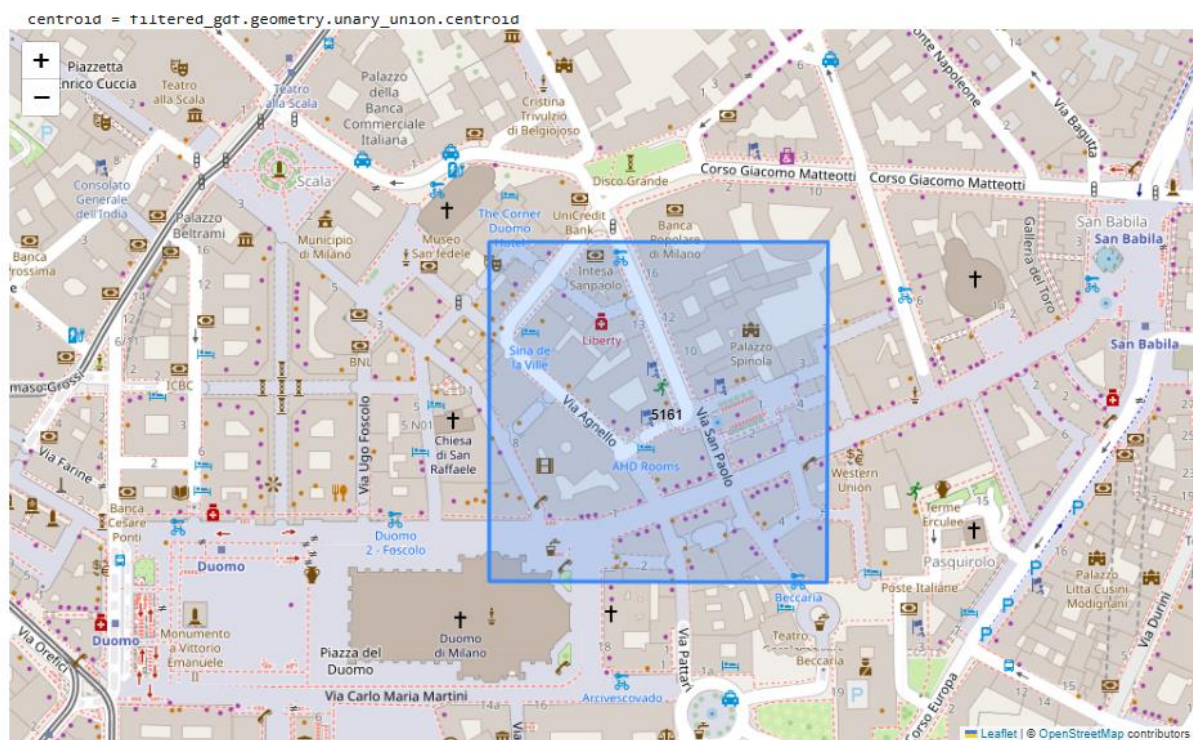 centroid = filtered_gdf.geometry.unary_union.centroid
+
−
Piazzetta
Enrico Cuccia
Teatro
alla Scala
Teatro
alla Scala
Palazzo
della
Banca
Commerciale
Italiana
Cristina
Trivulzio
di Belgiojoso
Via Bagutta
Disco Grande
Corso Giacomo Matteotti
Corso Giacomo Matteotti
Scala
Consolato
Generale
dell'India
Palazzo
Beltrami
Municipio
di Milano
Museo
San fedele
The Corner
Duomo
Hotel
UniCredit
Bank
Banca
Popolare
di Milano
Intesa
Sanpaolo
San Babila
San Babila
Galleria del Toro
San Babila
Banca
Prossima
Liberty
Palazzo
Spinola
Sina de
la Ville
BNL
ICBC
Via Agnello
5161
Via San Paolo
AHD Rooms
Via Ugo Foscolo
5 N01
Chiesa
di San
Raffaele
Via Farine
Banca
Cesare
Ponti
Western
Union
Terme
Erculee
Duomo
2 - Foscolo
Duomo
Pasquirolo
Palazzo
Litta Cusini
Modignani
Poste Italiane
Beccaria
Teatro
Beccaria
Duomo
Monumento
a Vittorio
Emanuele
II
Piazza del
Duomo
Duomo
di Milano
Via Orefici
Via Carlo Maria Martini
Arcivescovado
Via Pattari
Corso Europa
Via Durini
Leaflet | © OpenStreetMap contributors